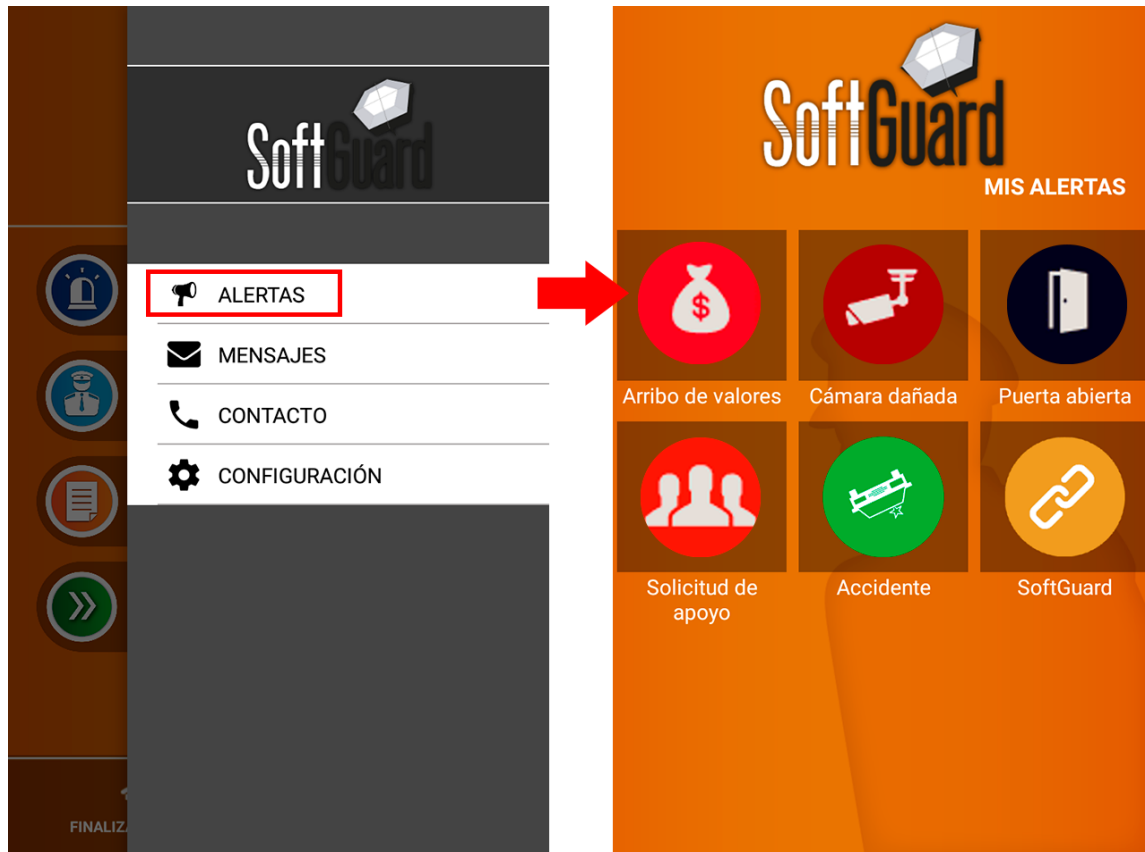 SoftGuard
ALERTAS
MENSAJES
CONTACTO
CONFIGURACIÓN
FINALIZ
SoftGuard
MIS ALERTAS
$
Arribo de valores
Cámara dañada
Puerta abierta
Solicitud de
apoyo
Accidente
SoftGuard